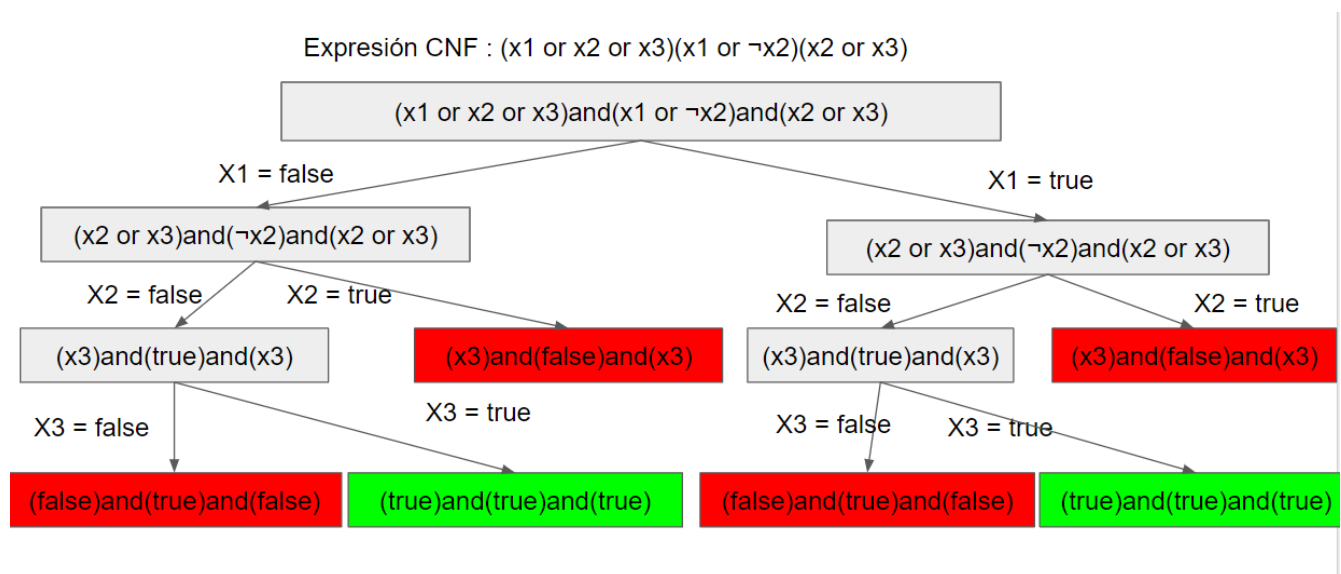 Expresión CNF : (x1 or x2 or x3)(x1 or ¬x2)(x2 or x3)
(x1 or x2 or x3)and(x1 or ¬x2)and(x2 or x3)
X1 = false
X1 = true
(x2 or x3)and(¬x2)and(x2 or x3)
(x2 or x3)and(¬x2)and(x2 or x3)
X2 = false
X2 = true
X2 = false
X2 = true
(x3)and(true)and(x3)
(x3)and(false)and(x3)
(x3)and(true)and(x3)
(x3)and(false)and(x3)
X3 = false
X3 = true
X3 = false
X3 = true
(false)and(true)and(false)
(true)and(true)and(true)
(false)and(true)and(false)
(true)and(true)and(true)